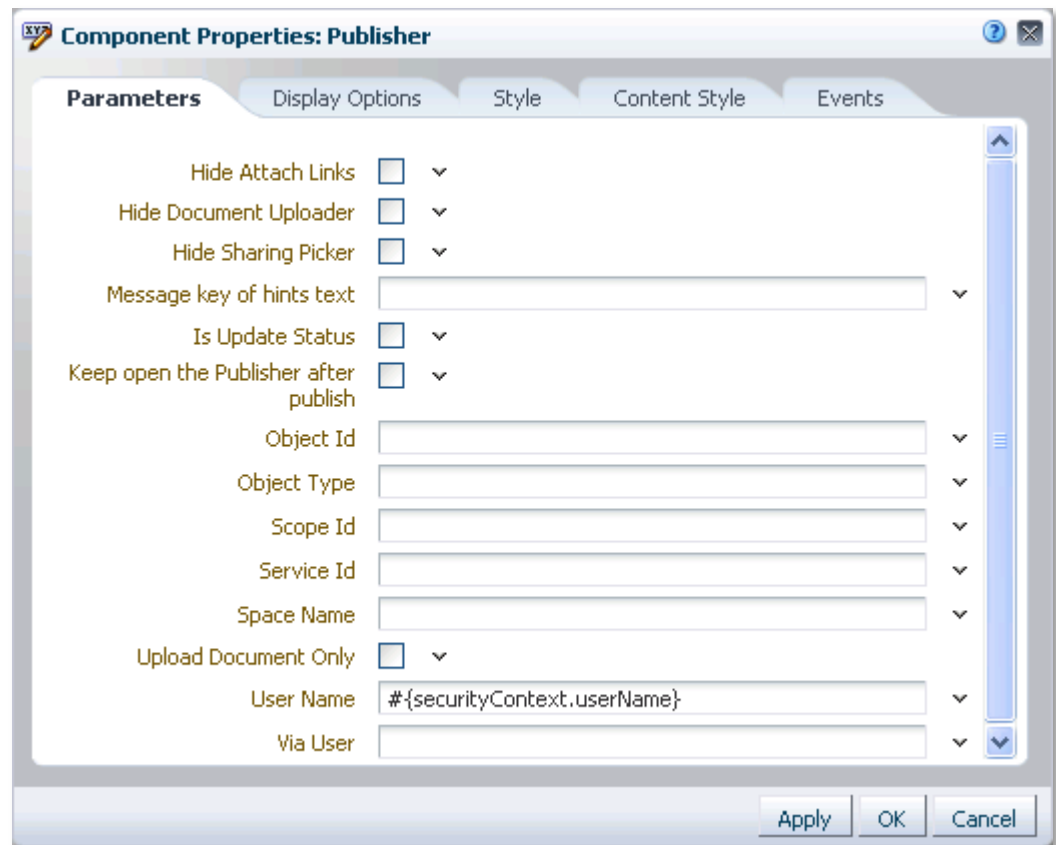 Component Properties: Publisher
Parameters Display Options Style Content Style Events
Hide Attach Links
Hide Document Uploader
Hide Sharing Picker
Message key of hints text
Is Update Status
Keep open the Publisher after
publish
Object Id
Object Type
Scope Id
Service Id
Space Name
Upload Document Only
User Name #{securityContext.userName}
Via User
Apply OK Cancel